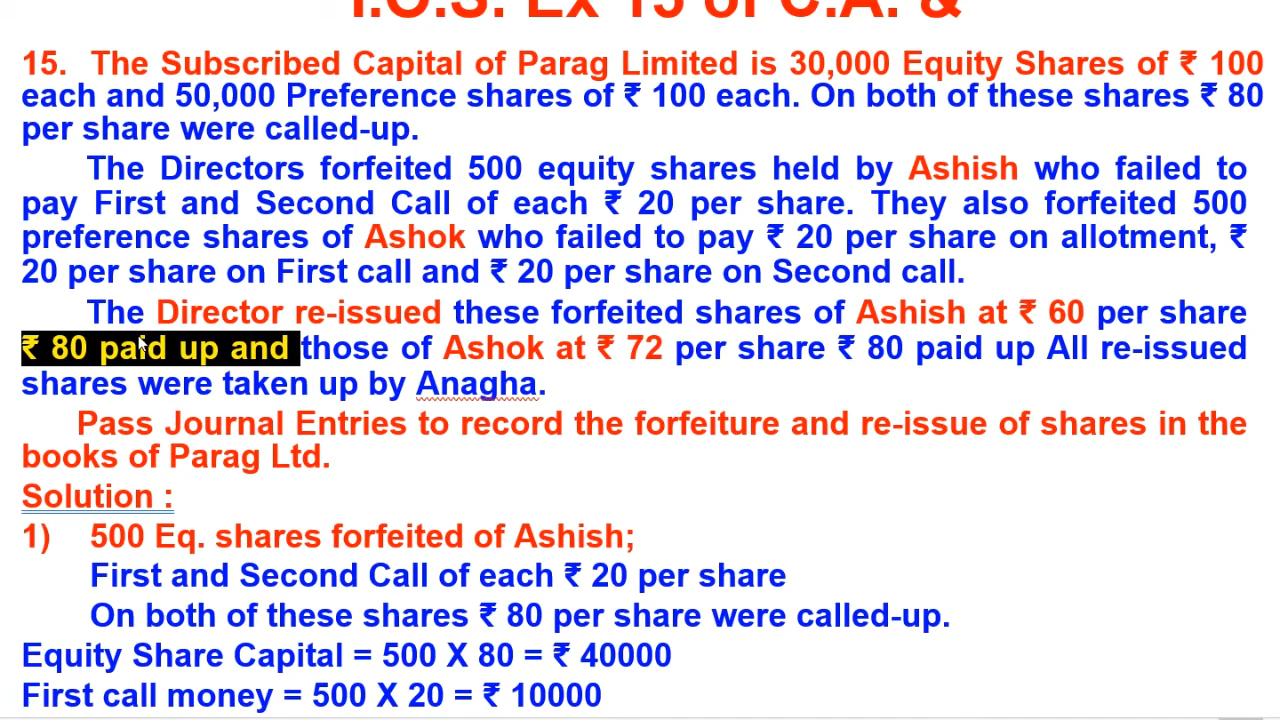 I.O.S. Ex 15 of C.A. &
15. The Subscribed Capital of Parag Limited is 30,000 Equity Shares of ₹ 100
each and 50,000 Preference shares of ₹ 100 each. On both of these shares ₹ 80
per share were called-up.
The Directors forfeited 500 equity shares held by Ashish who failed to
pay First and Second Call of each ₹ 20 per share. They also forfeited 500
preference shares of Ashok who failed to pay ₹ 20 per share on allotment, ₹
20 per share on First call and ₹ 20 per share on Second call.
The Director re-issued these forfeited shares of Ashish at ₹ 60 per share
₹ 80 paid up and those of Ashok at ₹ 72 per share ₹ 80 paid up All re-issued
shares were taken up by Anagha.
Pass Journal Entries to record the forfeiture and re-issue of shares in the
books of Parag Ltd.
Solution :
1) 500 Eq. shares forfeited of Ashish;
First and Second Call of each ₹ 20 per share
On both of these shares ₹ 80 per share were called-up.
Equity Share Capital = 500 X 80 = ₹ 40000
First call money = 500 X 20 = ₹ 10000